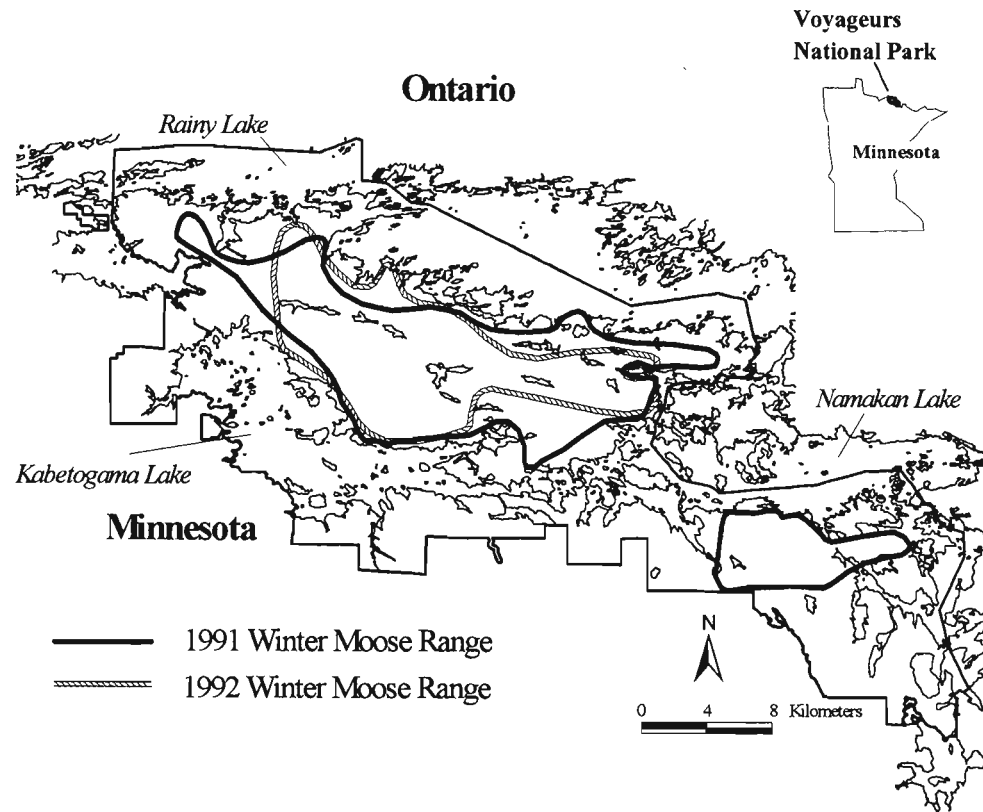 Voyageurs
National Park
Ontario
Rainy Lake
Minnesota
Namakan Lake
Kabetogama Lake
Minnesota
N
1991 Winter Moose Range
1992 Winter Moose Range
0 4 8 Kilometers